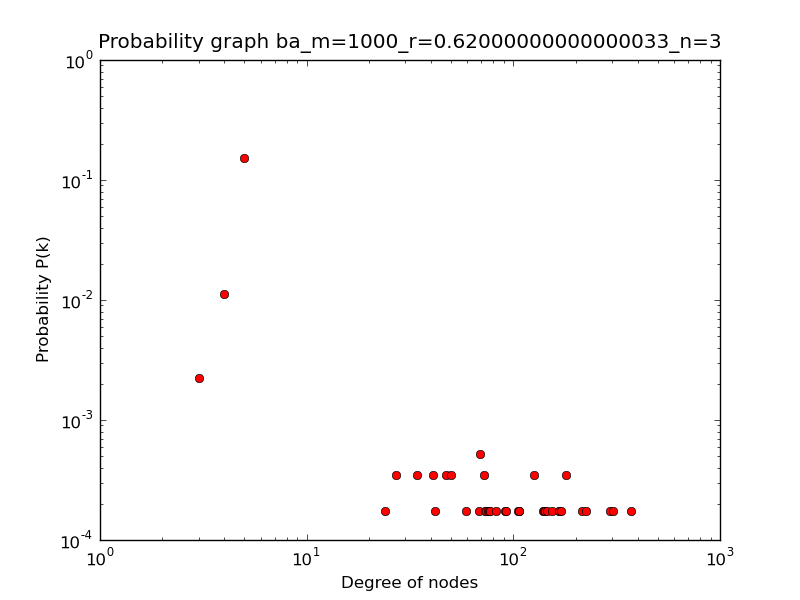 Probability graph ba_m=1000_r=0.62000000000000033_n=3
10^0
10^-1
10^-2
10^-3
10^-4
Probability P(k)
10^0 10^1 10^2 10^3
Degree of nodes